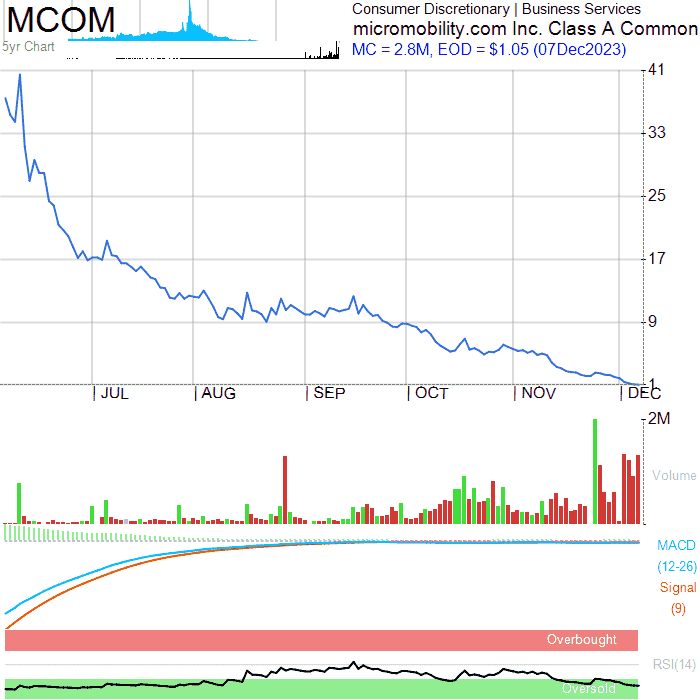 MCOM
5yr Chart
Consumer Discretionary | Business Services
micromobility.com Inc. Class A Common
MC = 2.8M, EOD = $1.05 (07Dec2023)
41
33
25
17
9
1
JUL
AUG
SEP
OCT
NOV
DEC
2M
Volume
MACD
(12-26)
Signal
(9)
Overbought
RSI(14)
Oversold